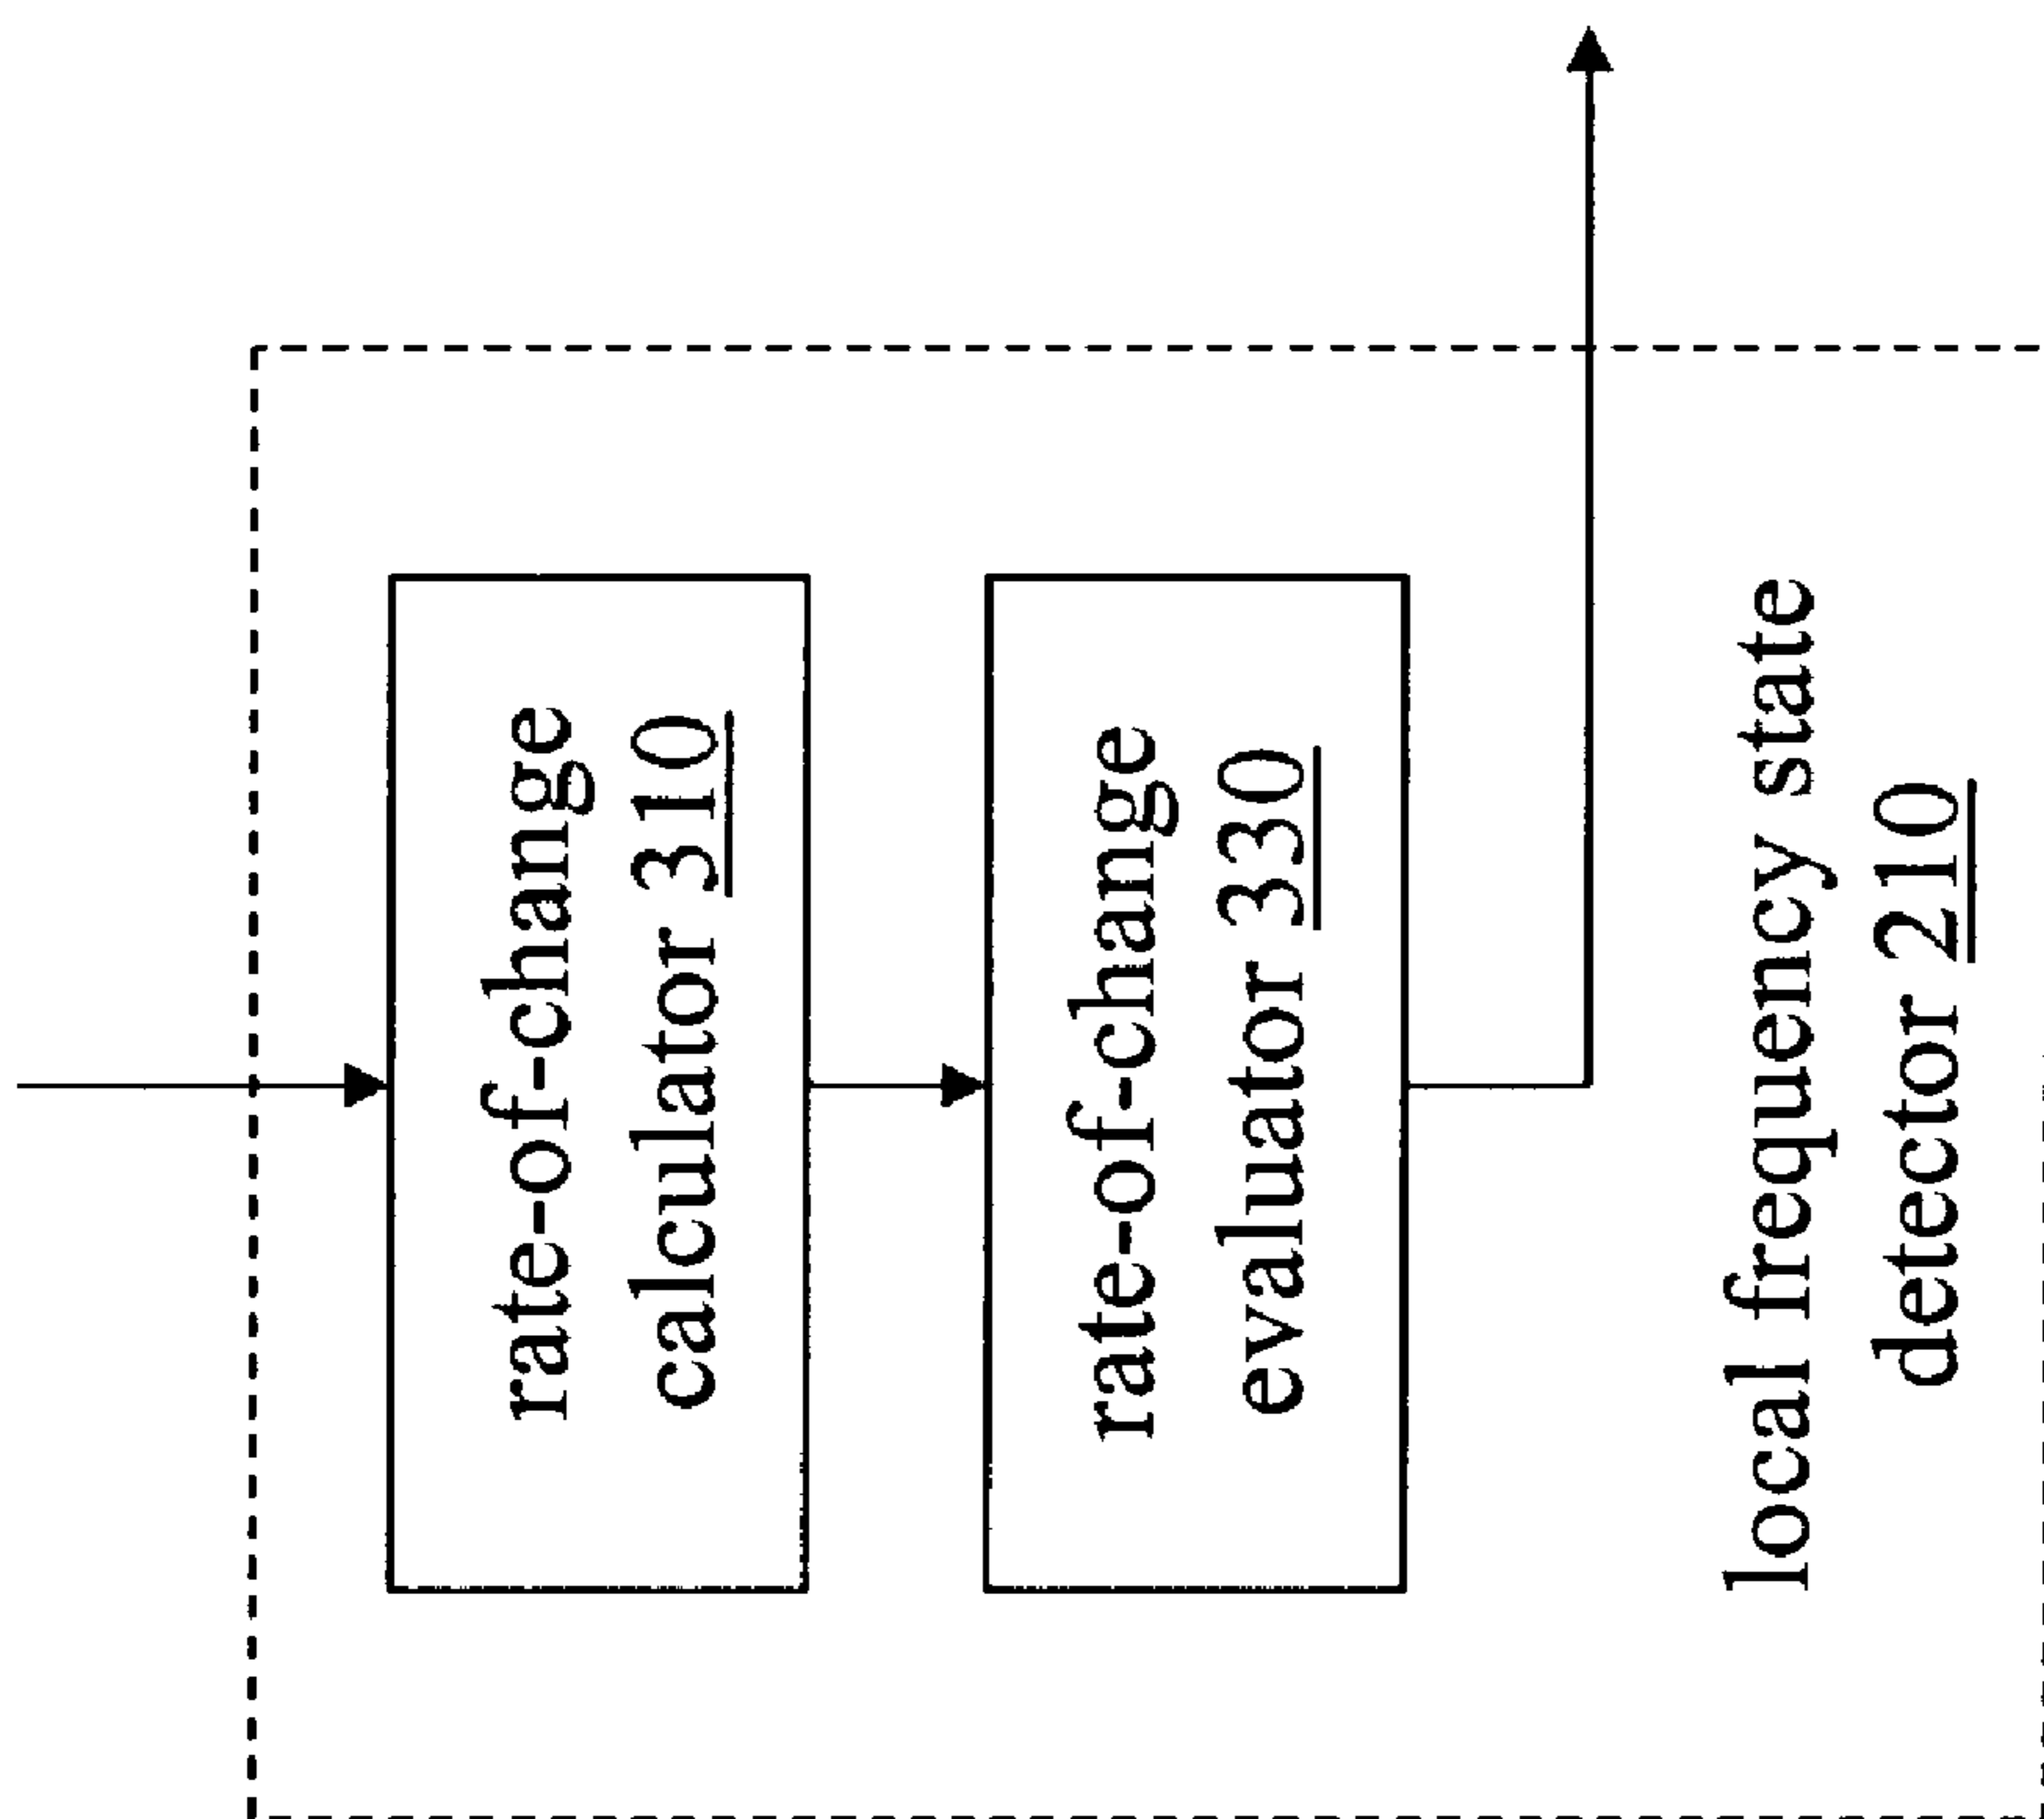 rate-of-change
calculator 310
rate-of-change
evaluator 330
local frequency state
detector 210